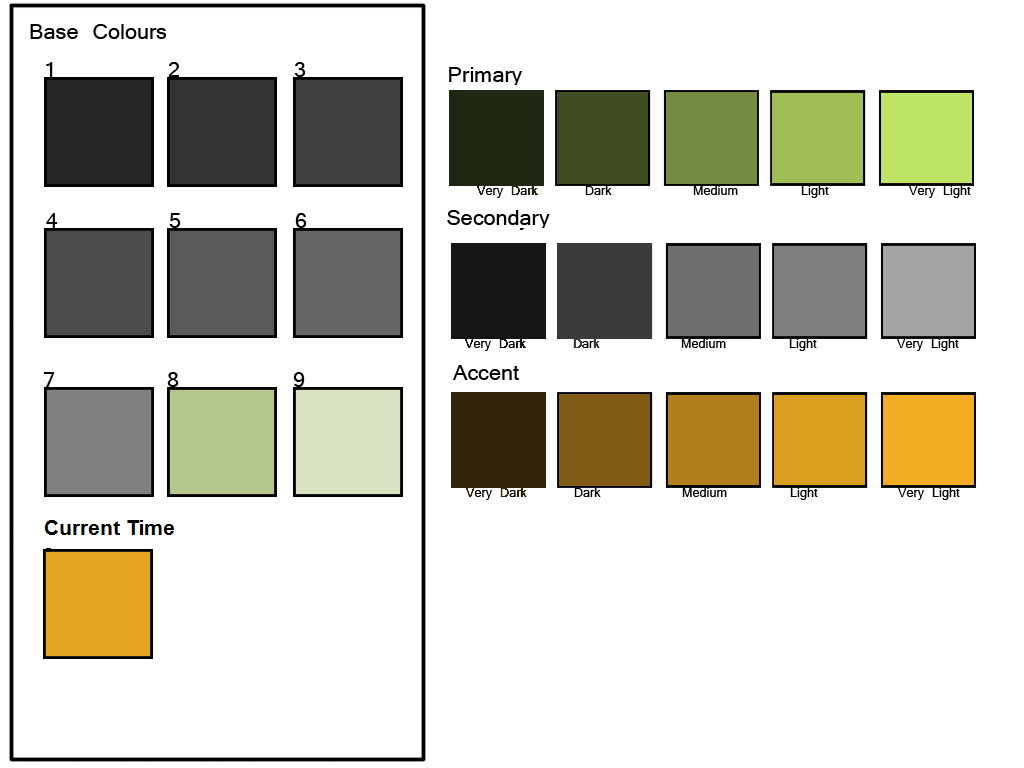 Base Colours
1 2 3
4 5 6
7 8 9
Current Time
Primary
Very Dark Dark Medium Light Very Light
Secondary
Very Dark Dark Medium Light Very Light
Accent
Very Dark Dark Medium Light Very Light